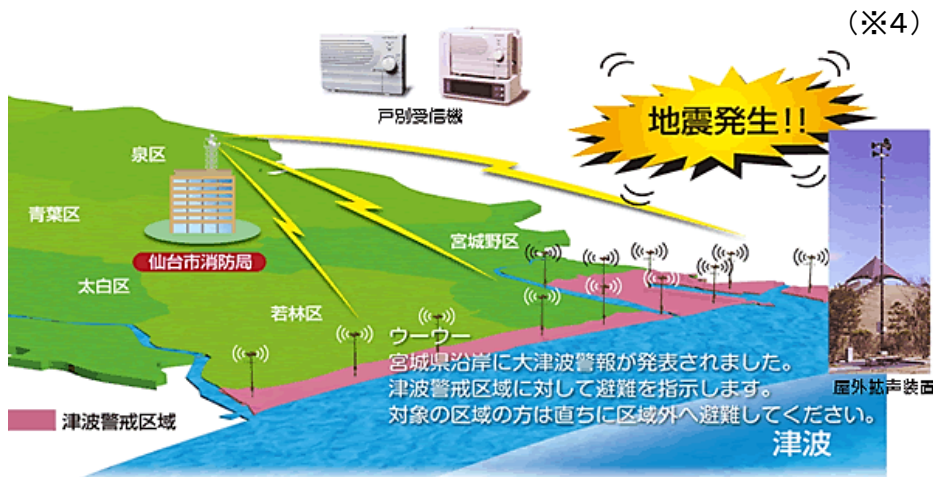 (※4)
戸別受信機
地震発生!!
泉区
青葉区
仙台市消防局
宮城野区
太白区
若林区
ウーウー
宮城県沿岸に大津波警報が発表されました。
津波警戒区域に対して避難を指示します。
対象の区域の方は直ちに区域外へ避難してください。
屋外拡声装置
津波警戒区域
津波